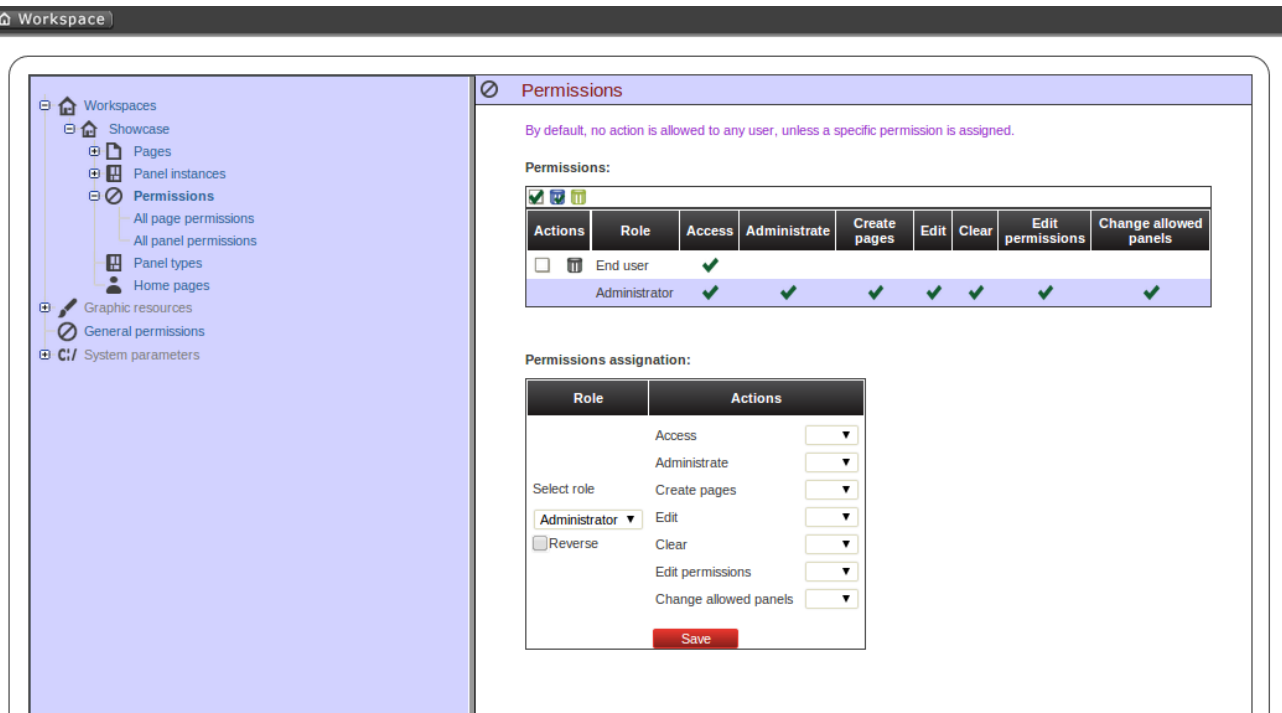 Workspace
Workspaces
Showcase
Pages
Panel instances
Permissions
All page permissions
All panel permissions
Panel types
Home pages
Graphic resources
General permissions
C:/ System parameters
Permissions
By default, no action is allowed to any user, unless a specific permission is assigned.
Permissions:
Actions Role Access Administrate Create pages Edit Clear Edit permissions Change allowed panels
End user
Administrator
Permissions assignation:
Role Actions
Access
Administrate
Select role Create pages
Administrator Edit
Reverse Clear
Edit permissions
Change allowed panels
Save